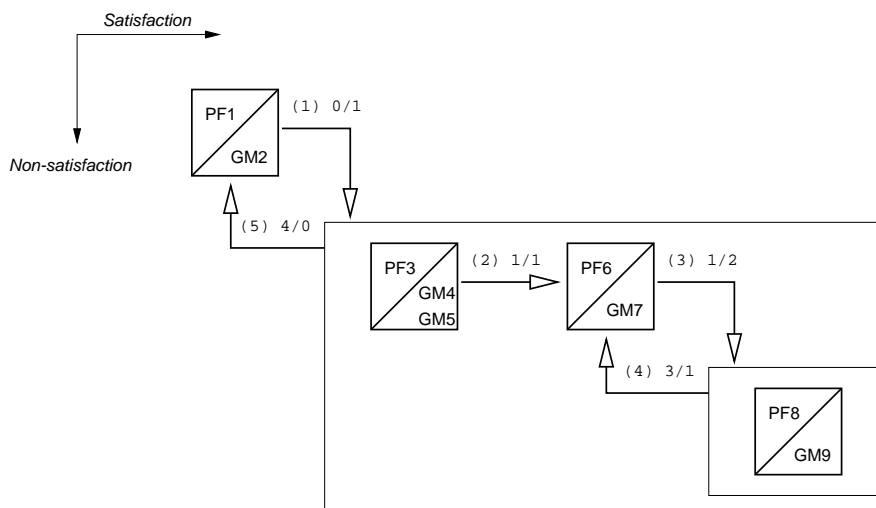 Satisfaction
Non-satisfaction
PF1
GM2
(1) 0/1
(5) 4/0
PF3
GM4
GM5
(2) 1/1
PF6
GM7
(3) 1/2
(4) 3/1
PF8
GM9